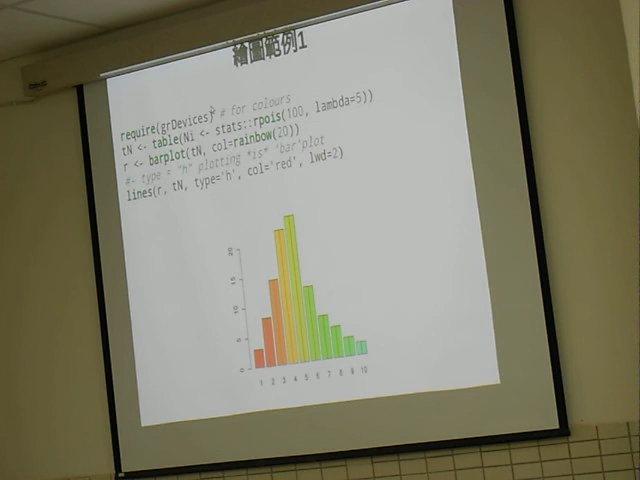 繪圖範例1
require(grDevices) # for colours
tN <- table(Ni <- stats::rpois(100, lambda=5))
r <- barplot(tN, col=rainbow(20))
#- type = "h" plotting *is* 'bar'plot
lines(r, tN, type='h', col='red', lwd=2)
20
15
10
5
0
1 2 3 4 5 6 7 8 9 10